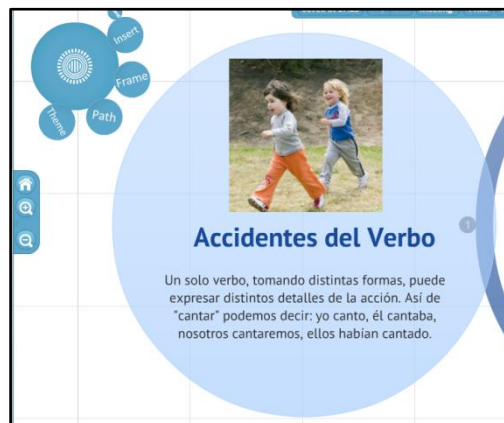 Insert
Frame
Path
Theme
1
Accidentes del Verbo
Un solo verbo, tomando distintas formas, puede
expresar distintos detalles de la acción. Así de
"cantar" podemos decir: yo canto, él cantaba,
nosotros cantaremos, ellos habían cantado.